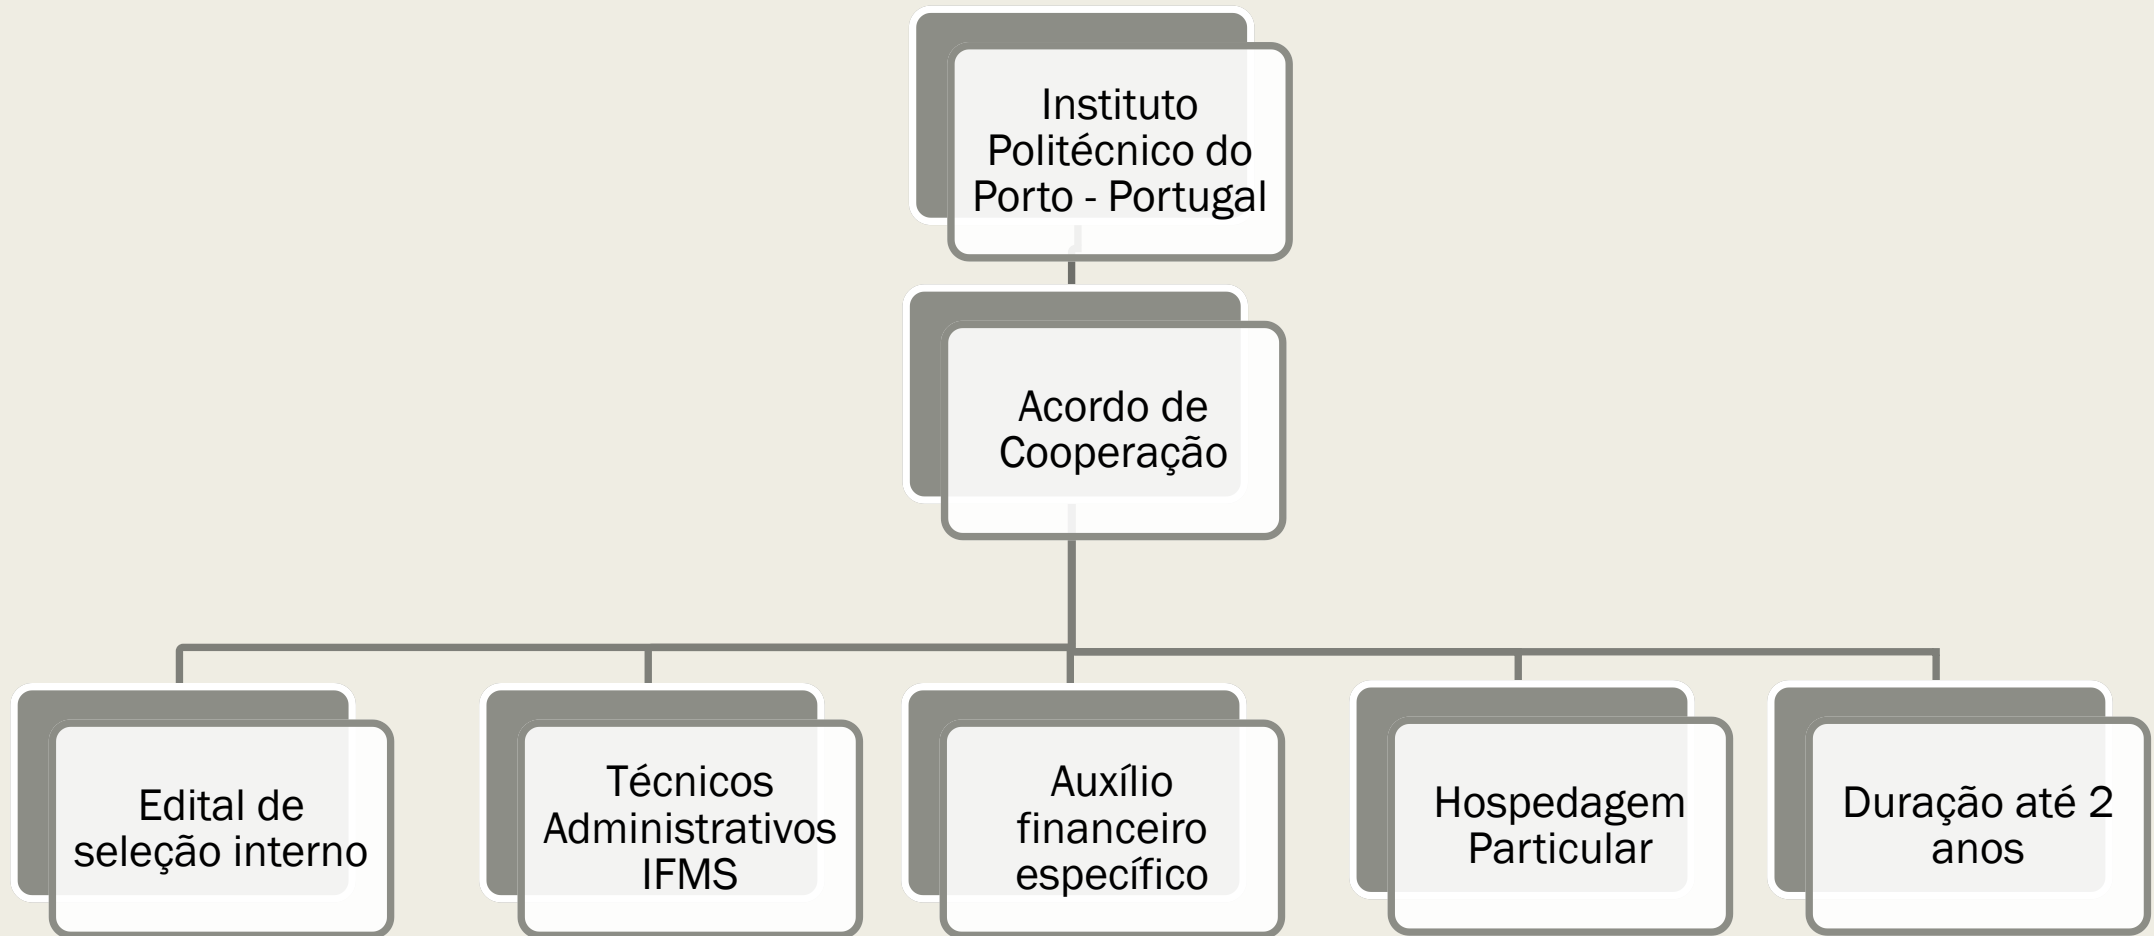 Instituto
Politécnico do
Porto - Portugal
Acordo de
Cooperação
Edital de
seleção interno
Técnicos
Administrativos
IFMS
Auxílio
financeiro
específico
Hospedagem
Particular
Duração até 2
anos